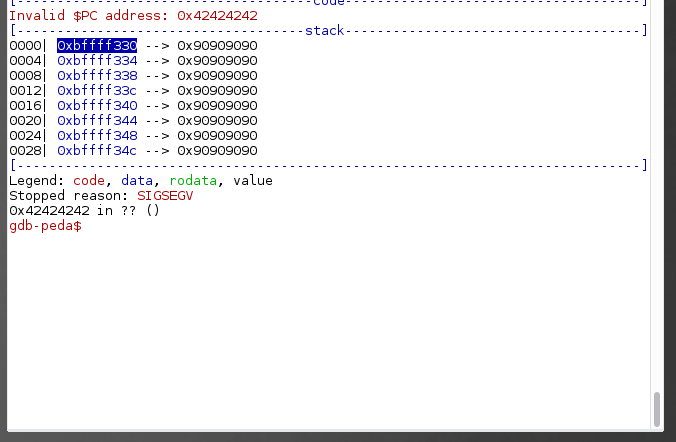 [-------------------------------------code-------------------------------------]
Invalid $PC address: 0x42424242
[------------------------------------stack-------------------------------------]
0000| 0xbffff330 --> 0x90909090
0004| 0xbffff334 --> 0x90909090
0008| 0xbffff338 --> 0x90909090
0012| 0xbffff33c --> 0x90909090
0016| 0xbffff340 --> 0x90909090
0020| 0xbffff344 --> 0x90909090
0024| 0xbffff348 --> 0x90909090
0028| 0xbffff34c --> 0x90909090
[------------------------------------------------------------------------------]
Legend: code, data, rodata, value
Stopped reason: SIGSEGV
0x42424242 in ?? ()
gdb-peda$